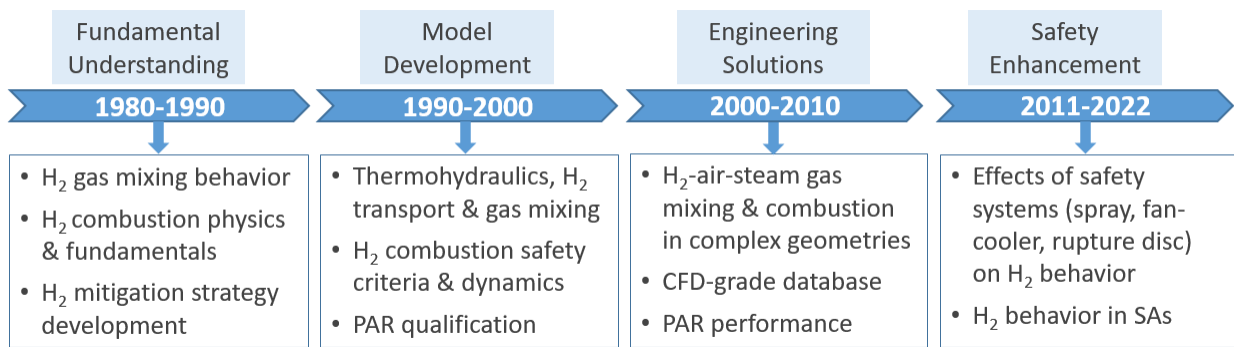 Fundamental
Understanding
1980-1990
• H₂ gas mixing behavior
• H₂ combustion physics
& fundamentals
• H₂ mitigation strategy
development
Model
Development
1990-2000
• Thermohydraulics, H₂
transport & gas mixing
• H₂ combustion safety
criteria & dynamics
• PAR qualification
Engineering
Solutions
2000-2010
• H₂-air-steam gas
mixing & combustion
in complex geometries
• CFD-grade database
• PAR performance
Safety
Enhancement
2011-2022
• Effects of safety
systems (spray, fan-
cooler, rupture disc)
on H₂ behavior
• H₂ behavior in SAs